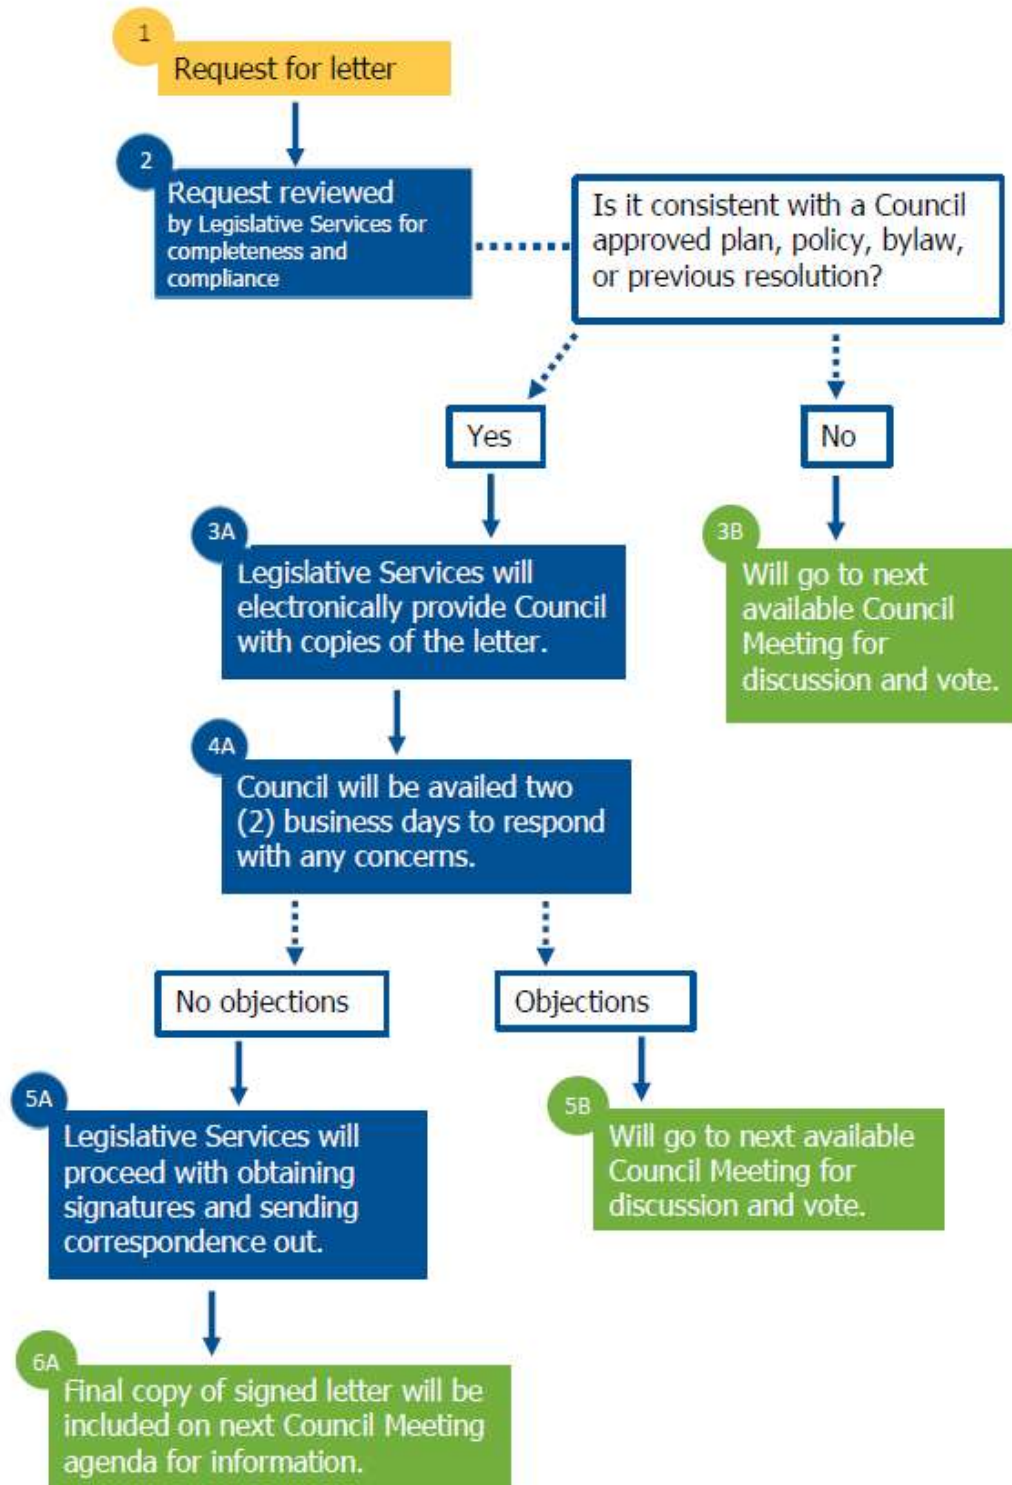 1
Request for letter
2
Request reviewed
by Legislative Services for
completeness and
compliance
Is it consistent with a Council
approved plan, policy, bylaw,
or previous resolution?
Yes
No
3A
Legislative Services will
electronically provide Council
with copies of the letter.
3B
Will go to next
available Council
Meeting for
discussion and vote.
4A
Council will be availed two
(2) business days to respond
with any concerns.
No objections
Objections
5A
Legislative Services will
proceed with obtaining
signatures and sending
correspondence out.
5B
Will go to next available
Council Meeting for
discussion and vote.
6A
Final copy of signed letter will be
included on next Council Meeting
agenda for information.